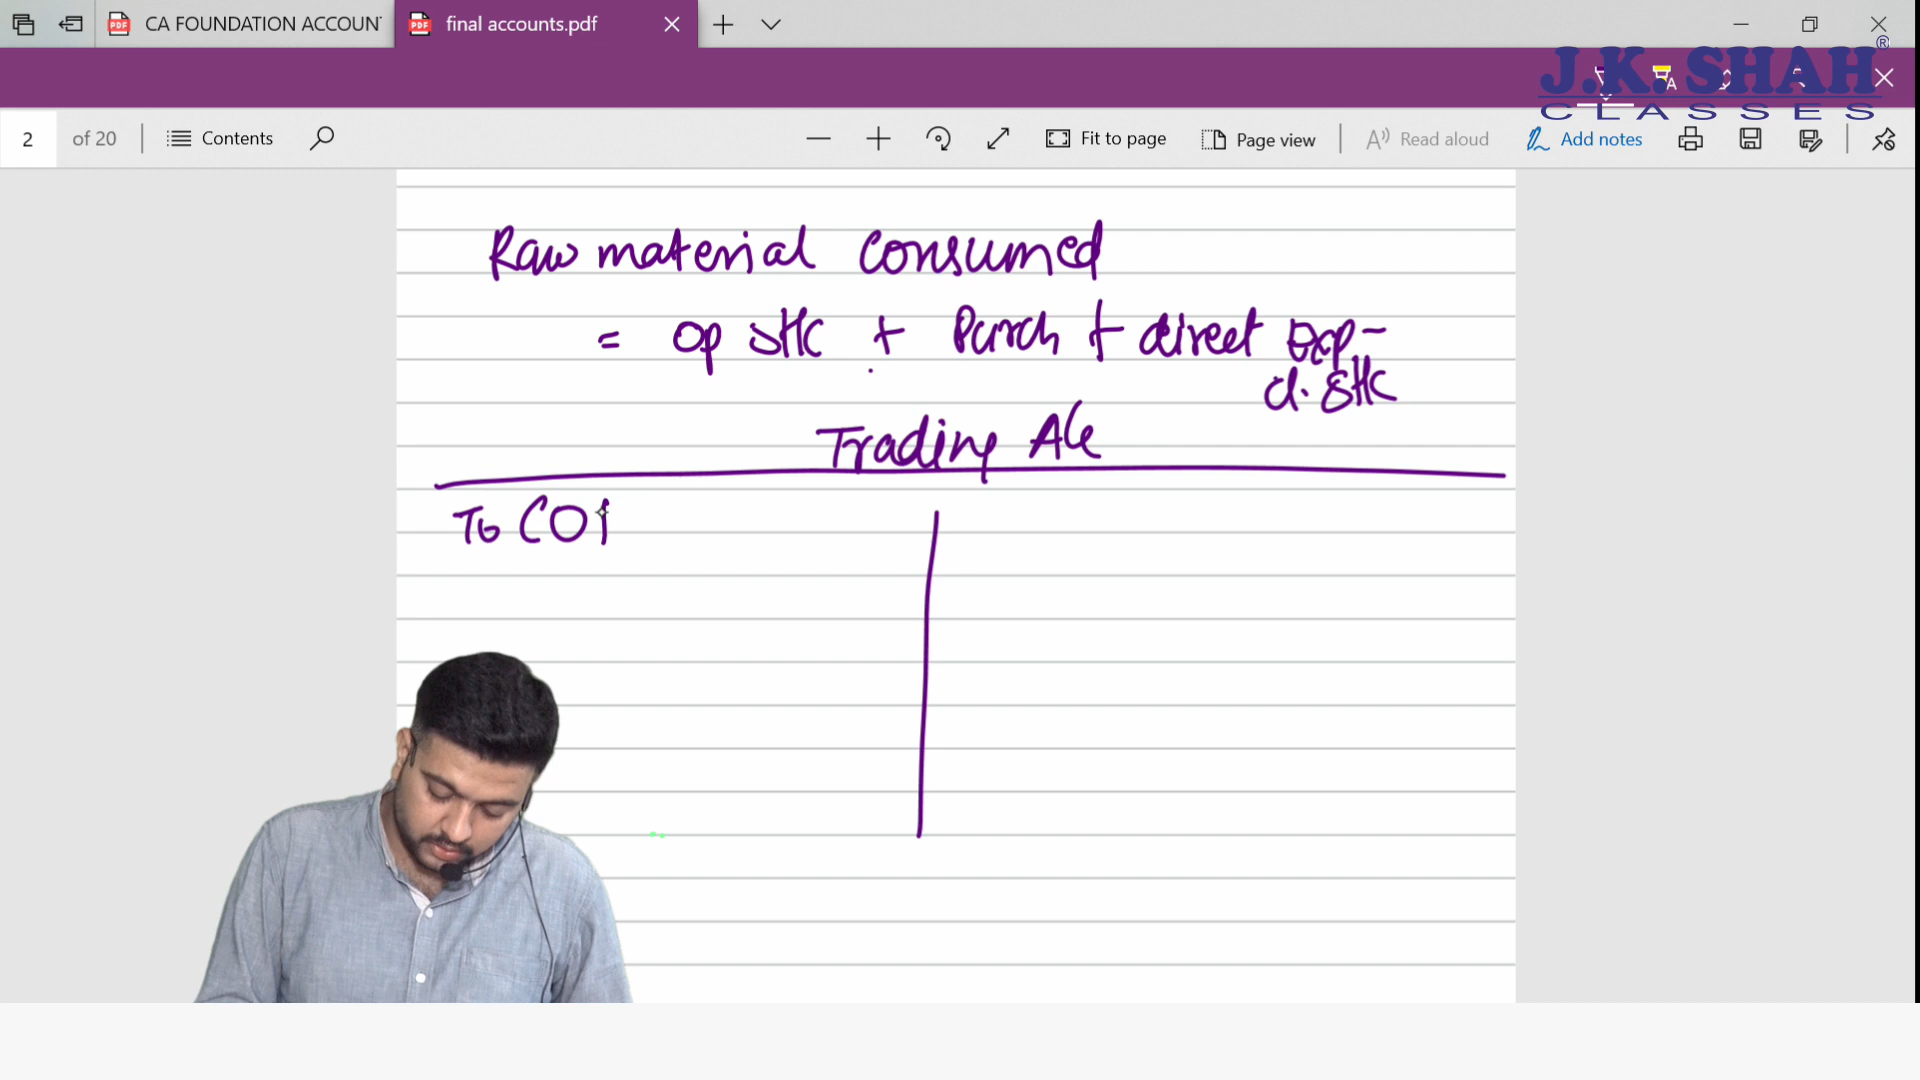 CA FOUNDATION ACCOUN
final accounts.pdf
J.K. SHAH®
CLASSES
2 of 20 Contents Fit to page Page view Read aloud Add notes
Raw material consumed
= op stk + Purch + direct Exp -
cl. stk
Trading A/c
To CO